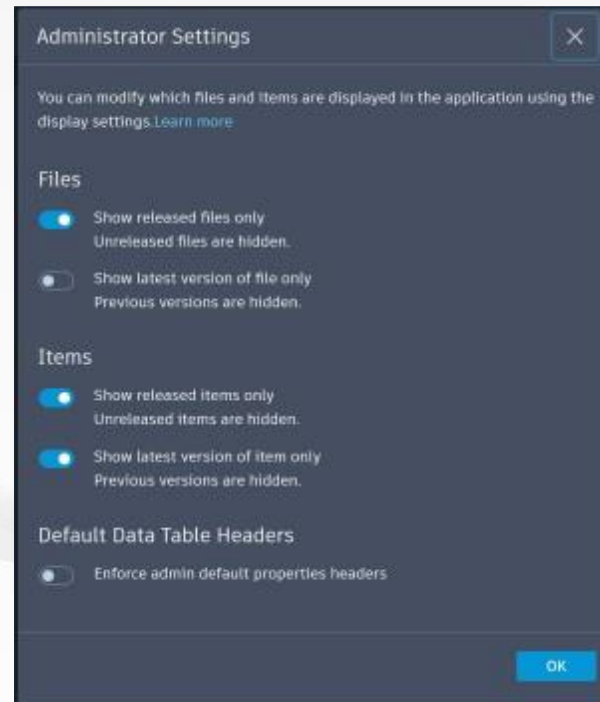 Administrator Settings
You can modify which files and items are displayed in the application using the
display settings.Learn more
Files
Show released files only
Unreleased files are hidden.
Show latest version of file only
Previous versions are hidden.
Items
Show released items only
Unreleased items are hidden.
Show latest version of item only
Previous versions are hidden.
Default Data Table Headers
Enforce admin default properties headers
OK